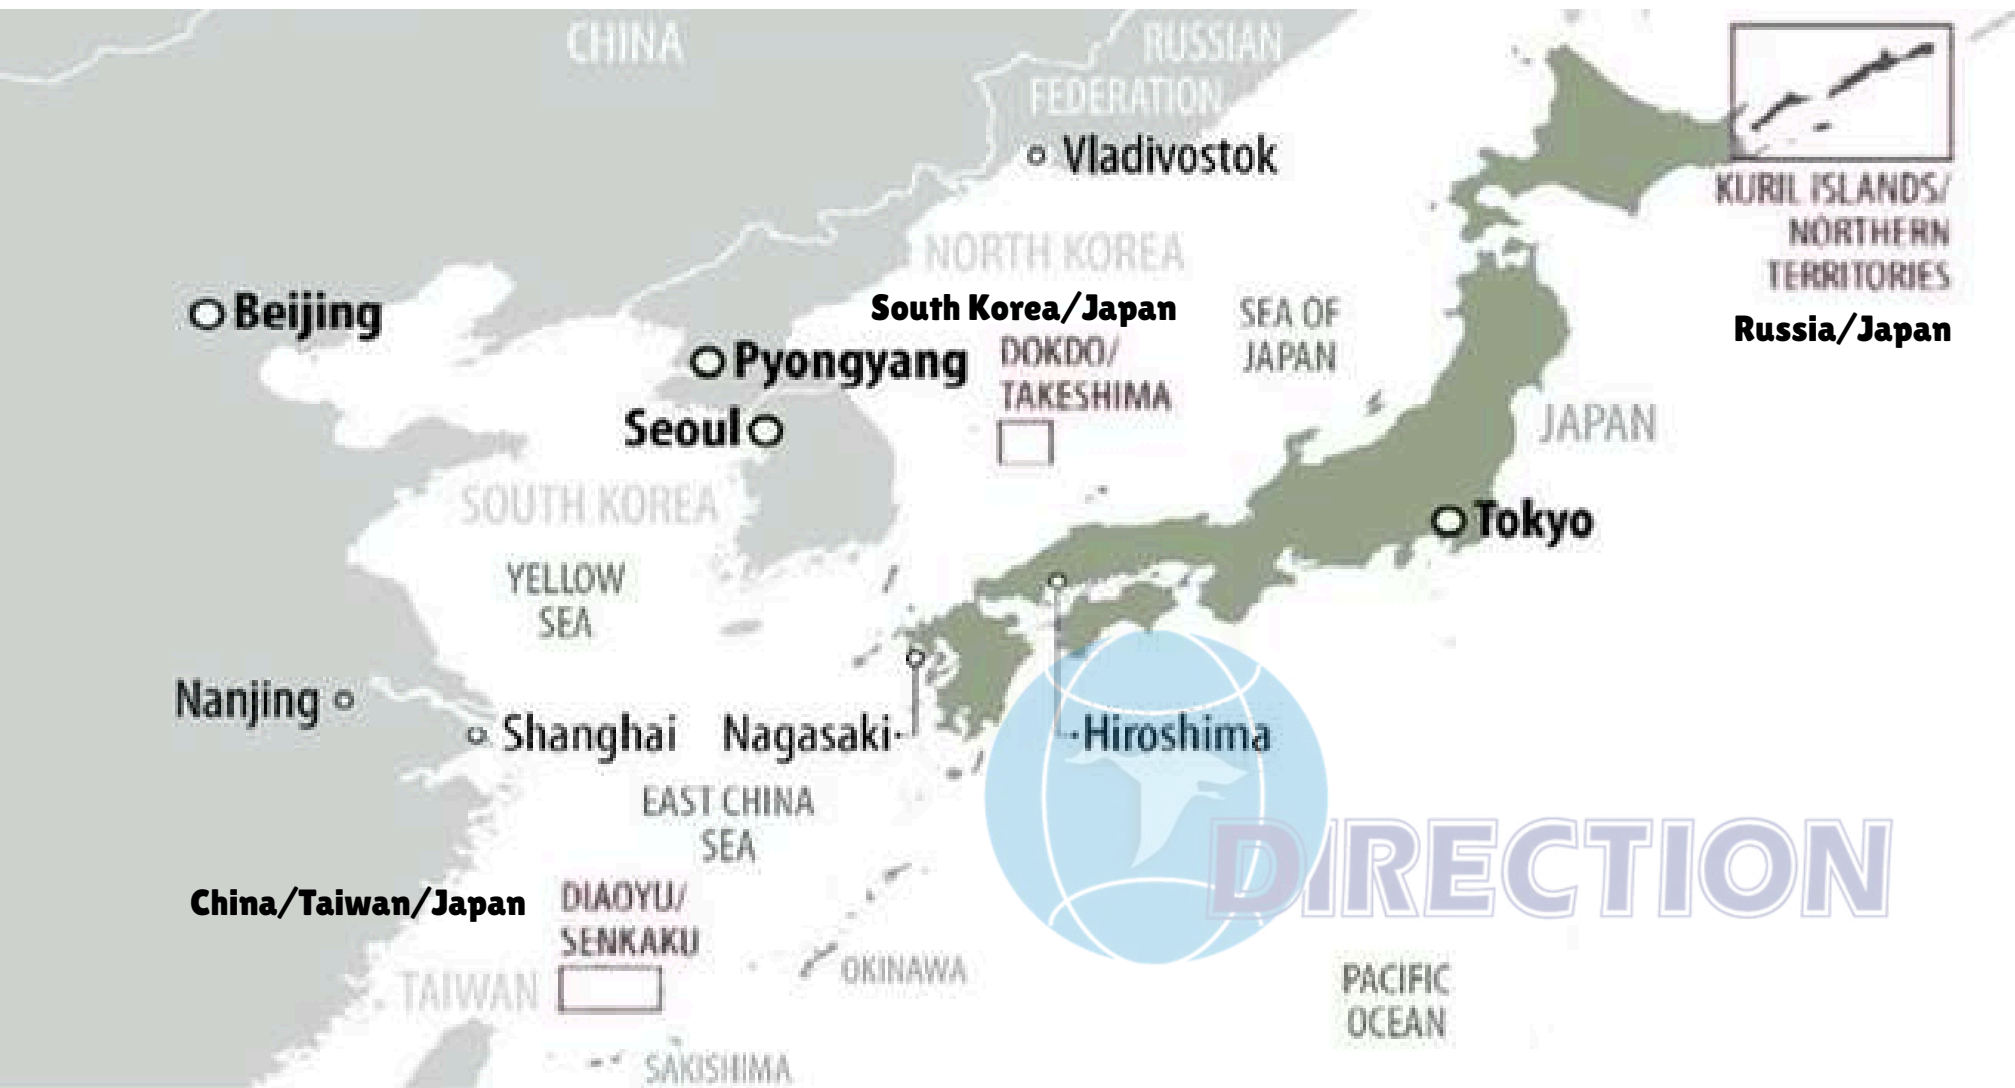 CHINA
RUSSIAN
FEDERATION
Vladivostok
KURIL ISLANDS/
NORTHERN
TERRITORIES
Russia/Japan
NORTH KOREA
Beijing
South Korea/Japan
SEA OF
JAPAN
Pyongyang
DOKDO/
TAKESHIMA
Seoul
JAPAN
SOUTH KOREA
Tokyo
YELLOW
SEA
Nanjing
Shanghai
Nagasaki
Hiroshima
EAST CHINA
SEA
DIRECTION
China/Taiwan/Japan
DIAOYU/
SENKAKU
OKINAWA
TAIWAN
PACIFIC
OCEAN
SAKISHIMA